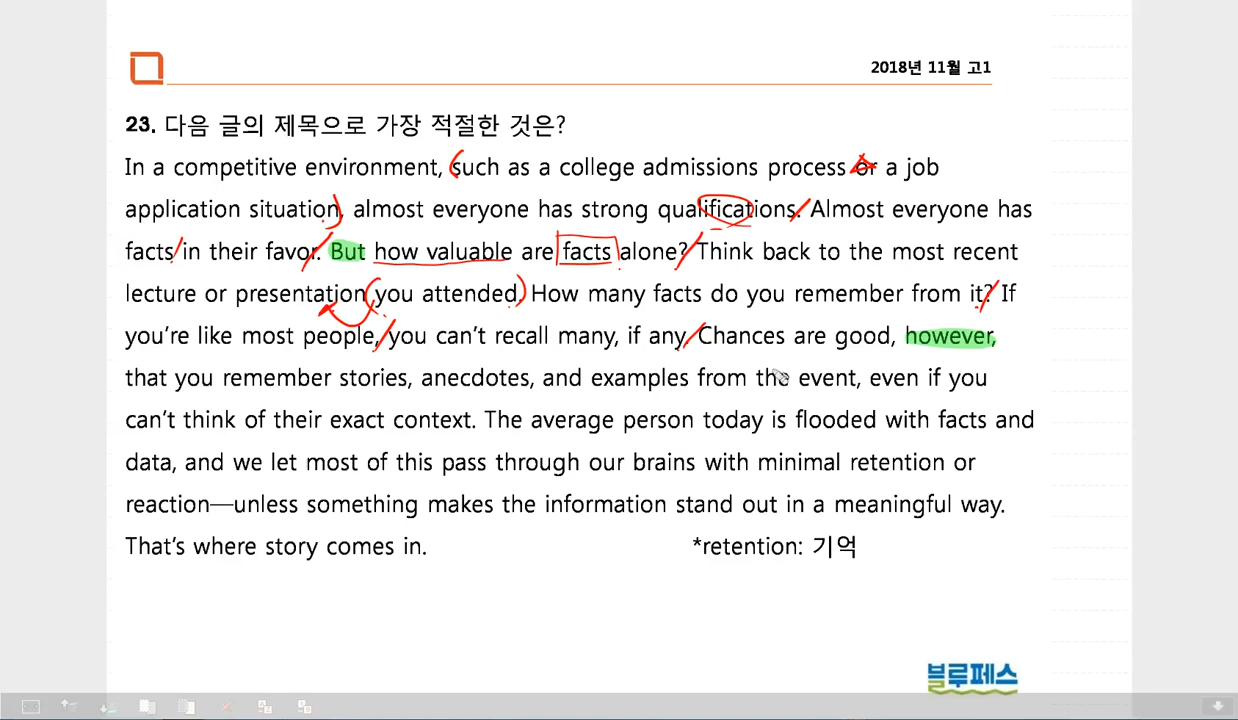 2018년 11월 고1
23. 다음 글의 제목으로 가장 적절한 것은?
In a competitive environment, such as a college admissions process or a job
application situation, almost everyone has strong qualifications. Almost everyone has
facts in their favor. But how valuable are facts alone? Think back to the most recent
lecture or presentation you attended. How many facts do you remember from it? If
you're like most people, you can't recall many, if any. Chances are good, however,
that you remember stories, anecdotes, and examples from the event, even if you
can't think of their exact context. The average person today is flooded with facts and
data, and we let most of this pass through our brains with minimal retention or
reaction—unless something makes the information stand out in a meaningful way.
That's where story comes in. *retention: 기억
블루페스